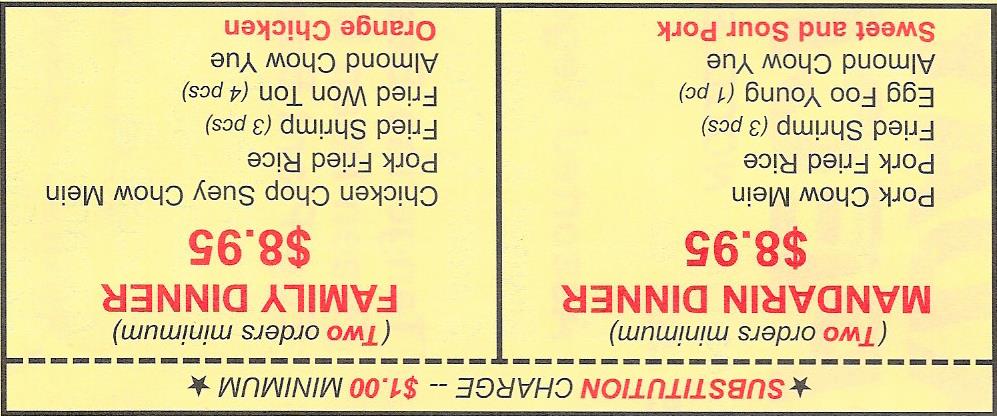 ★SUBSTITUTION CHARGE -- $1.00 MINIMUM ★
(Two orders minimum)
MANDARIN DINNER
$8.95
Pork Chow Mein
Pork Fried Rice
Fried Shrimp (3 pcs)
Egg Foo Young (1 pc)
Almond Chow Yue
Sweet and Sour Pork
(Two orders minimum)
FAMILY DINNER
$8.95
Chicken Chop Suey Chow Mein
Pork Fried Rice
Fried Shrimp (3 pcs)
Fried Won Ton (4 pcs)
Almond Chow Yue
Orange Chicken